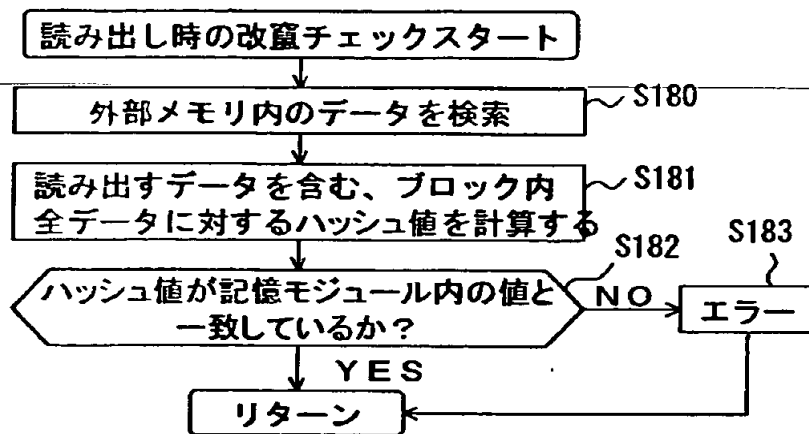 読み出し時の改竄チェックスタート
外部メモリ内のデータを検索
S180
読み出すデータを含む、ブロック内
全データに対するハッシュ値を計算する
S181
ハッシュ値が記憶モジュール内の値と
一致しているか？
S182
NO
エラー
S183
YES
リターン